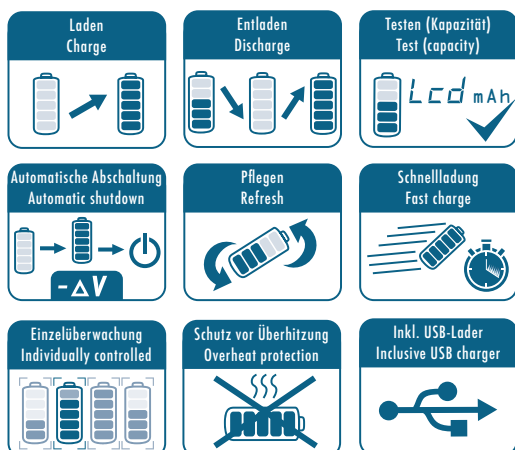 Laden
Charge
Entladen
Discharge
Testen (Kapazität)
Test (capacity)
Lcd mAh
Automatische Abschaltung
Automatic shutdown
-ΔV
Pflegen
Refresh
Schnellladung
Fast charge
Einzelüberwachung
Individually controlled
Schutz vor Überhitzung
Overheat protection
Inkl. USB-Lader
Inclusive USB charger